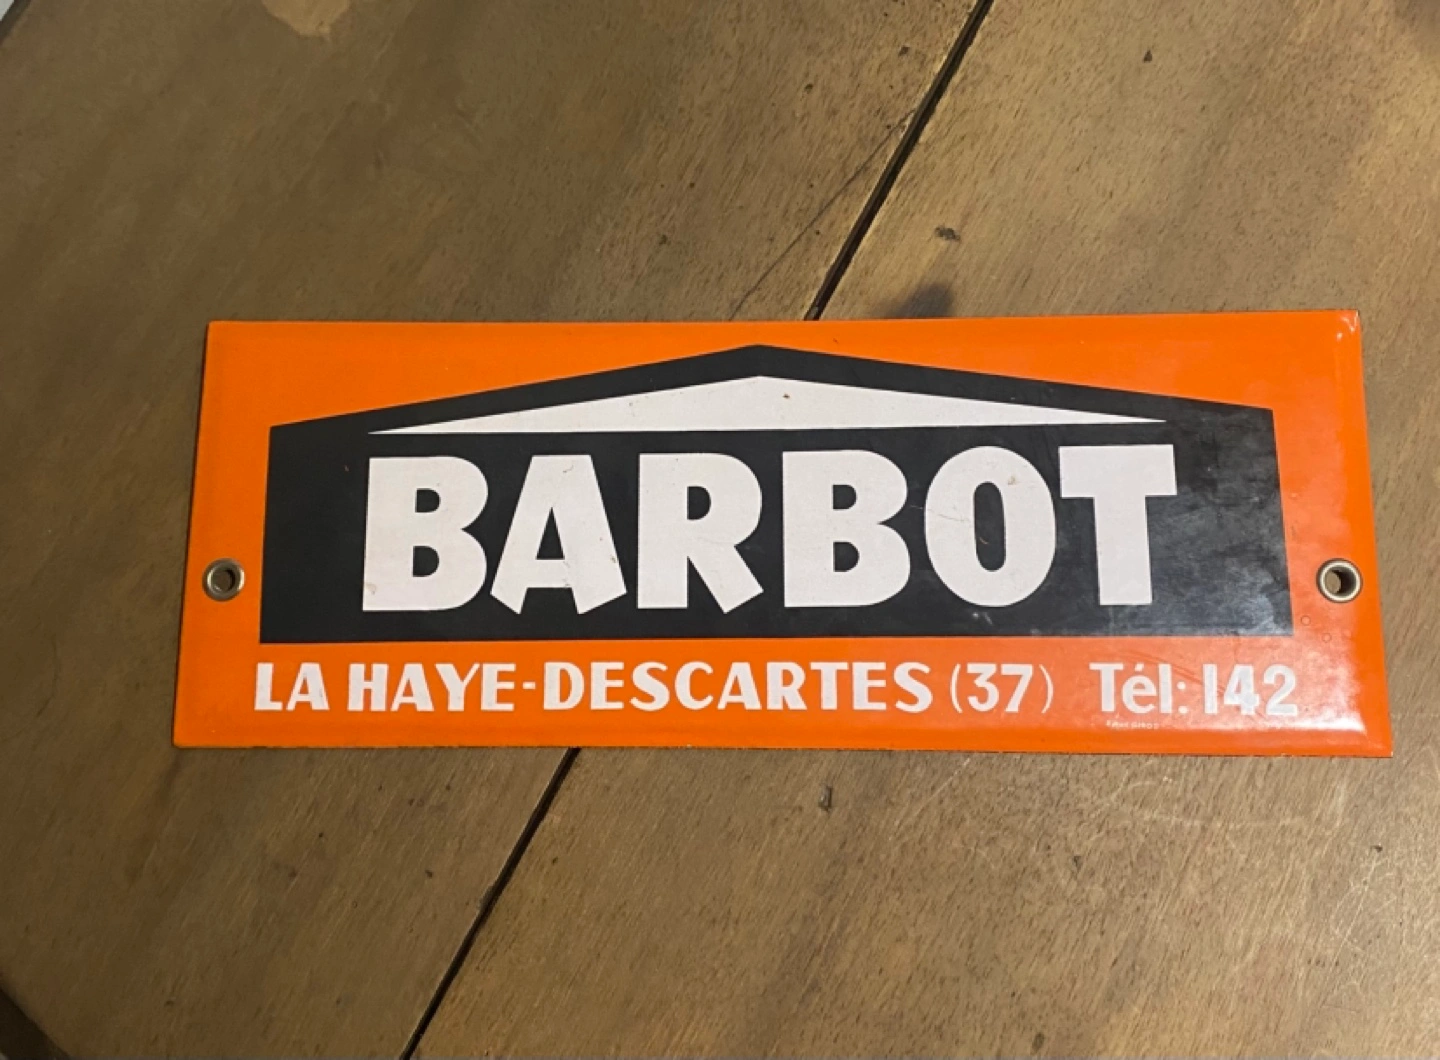 BARBOT
LA HAYE-DESCARTES (37) Tél: 142